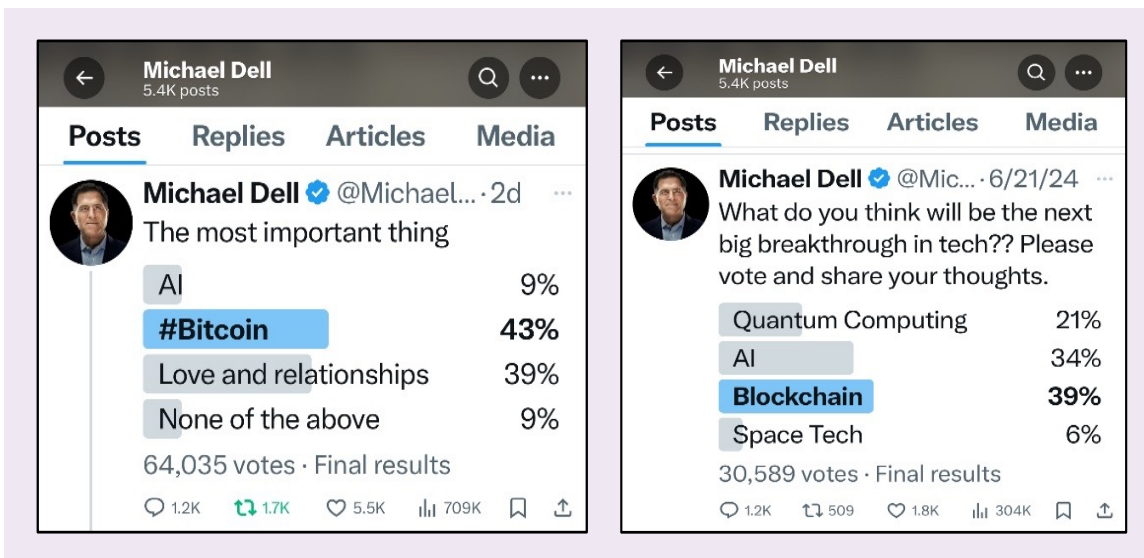 Michael Dell
5.4K posts
Posts Replies Articles Media
Michael Dell @Michael... · 2d ...
The most important thing
AI 9%
#Bitcoin 43%
Love and relationships 39%
None of the above 9%
64,035 votes · Final results
1.2K 1.7K 5.5K 709K
Michael Dell
5.4K posts
Posts Replies Articles Media
Michael Dell @Mic... · 6/21/24 ...
What do you think will be the next
big breakthrough in tech?? Please
vote and share your thoughts.
Quantum Computing 21%
AI 34%
Blockchain 39%
Space Tech 6%
30,589 votes · Final results
1.2K 509 1.8K 304K